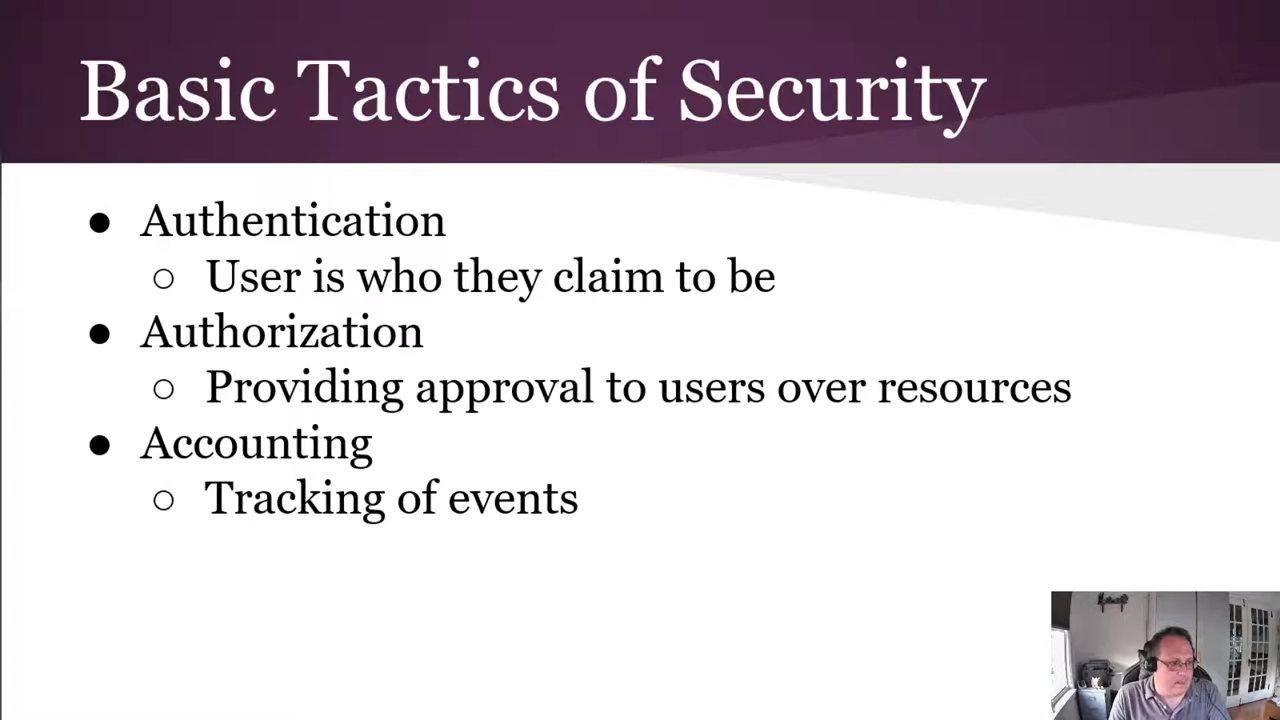 Basic Tactics of Security
● Authentication
○ User is who they claim to be
● Authorization
○ Providing approval to users over resources
● Accounting
○ Tracking of events